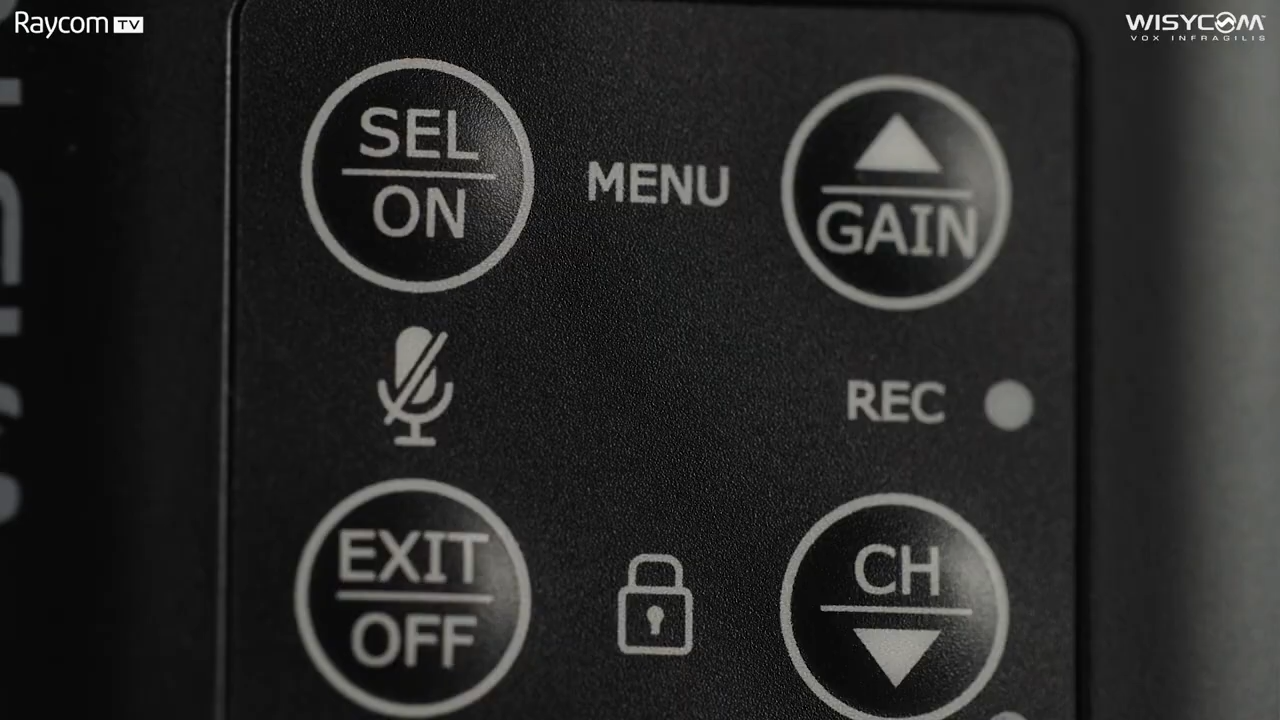 Raycom TV
WISYCOM
VOX INFRAGILIS
SEL
ON
MENU
GAIN
REC
EXIT
OFF
CH